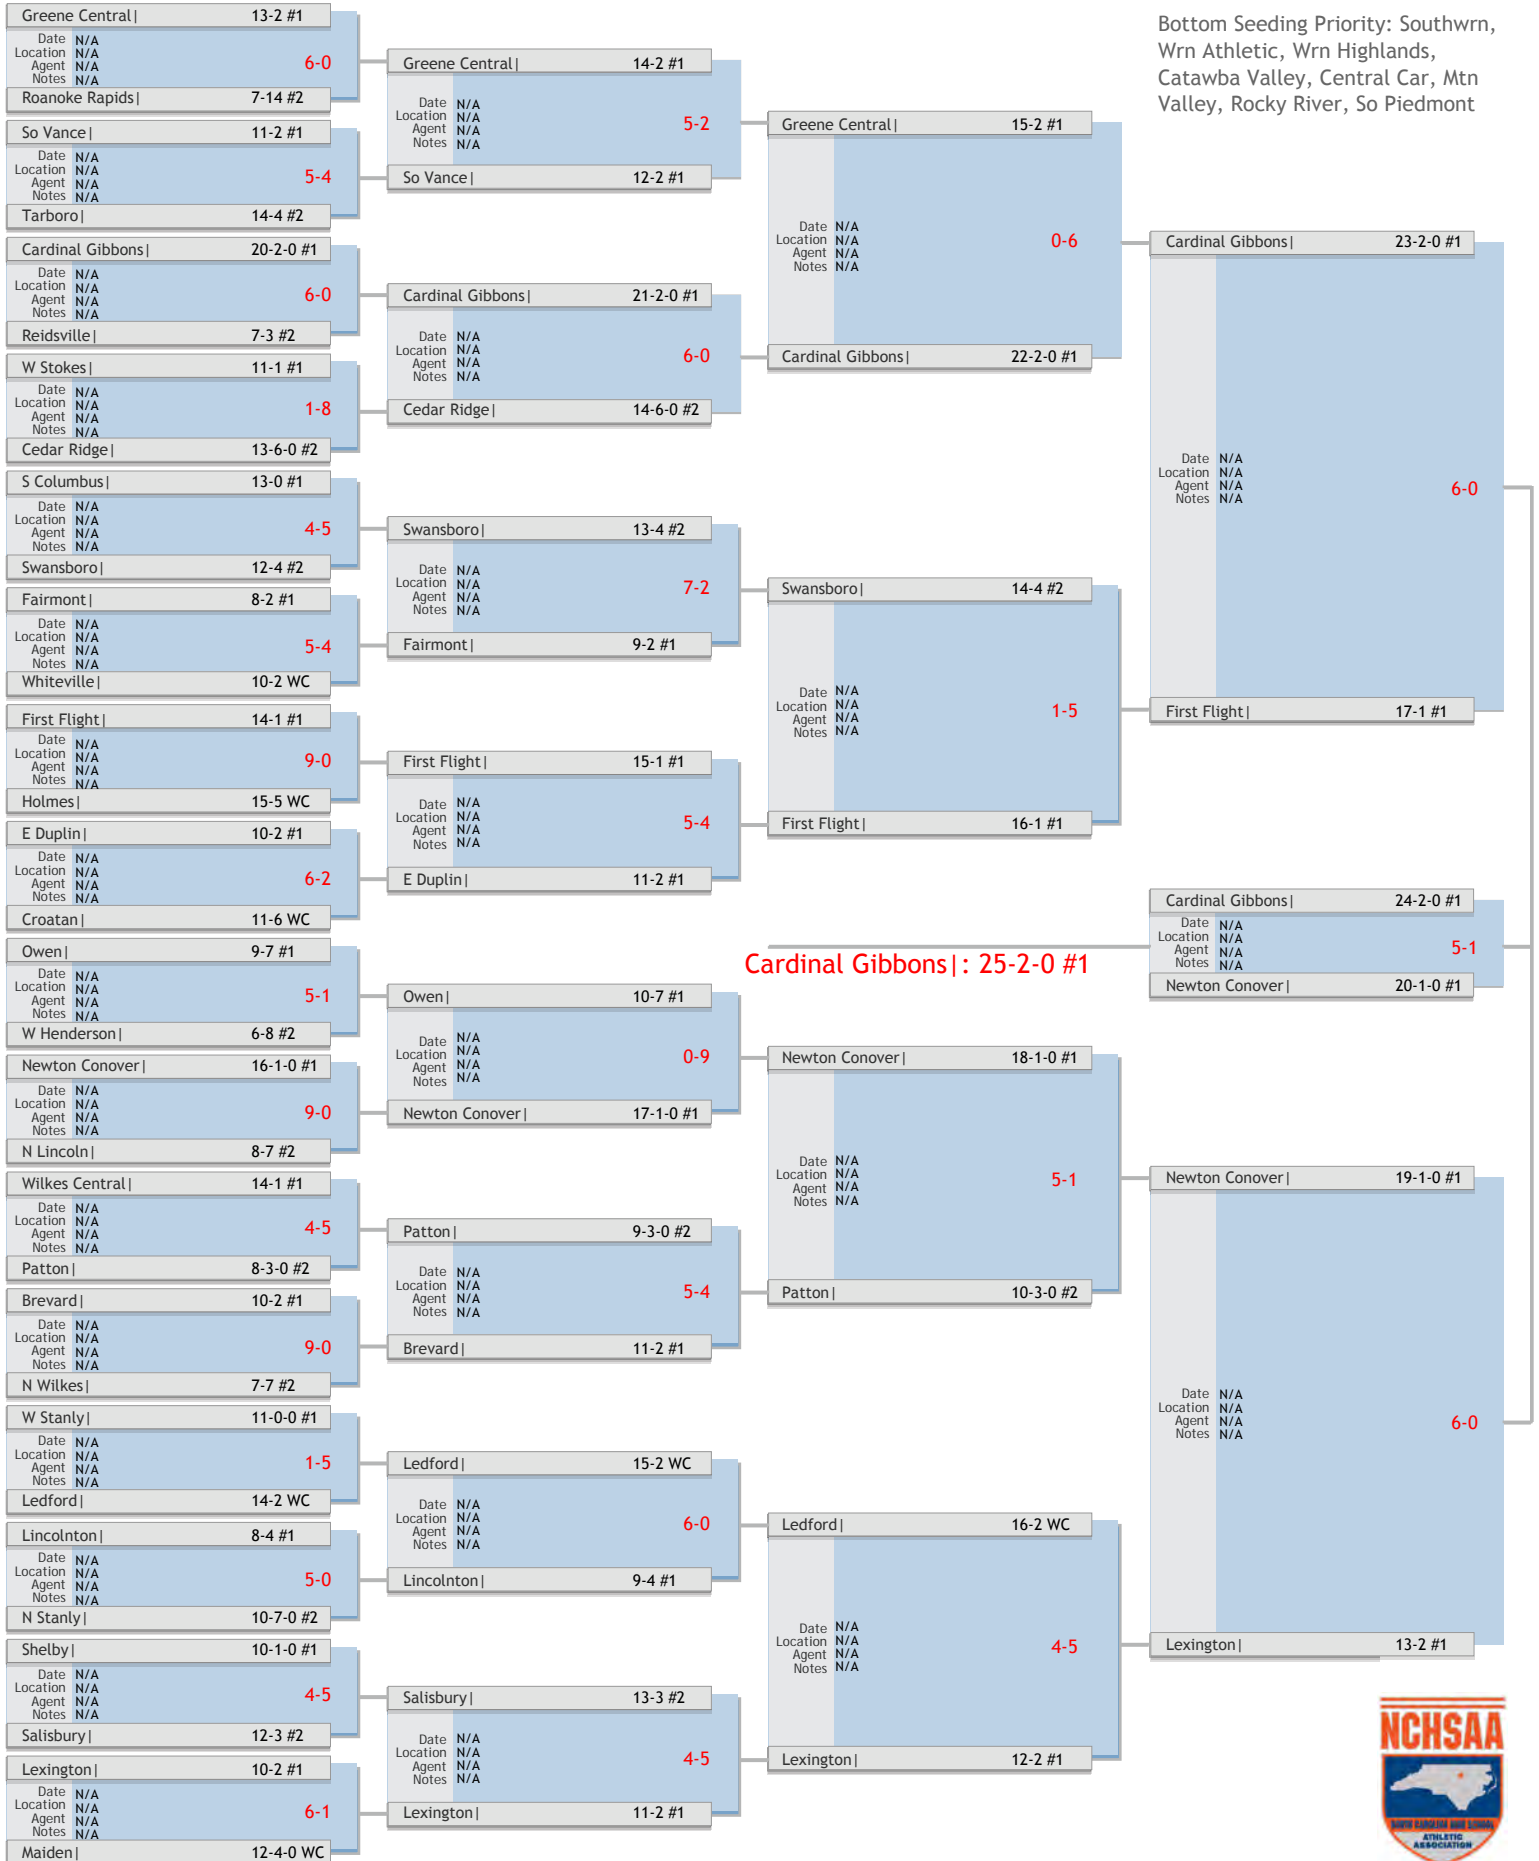 Bottom Seeding Priority: Southwrn,
Wrn Athletic, Wrn Highlands,
Catawba Valley, Central Car, Mtn
Valley, Rocky River, So Piedmont
Greene Central| 13-2 #1
Date N/A
Location N/A
Agent N/A
Notes N/A
6-0
Roanoke Rapids| 7-14 #2
So Vance| 11-2 #1
Date N/A
Location N/A
Agent N/A
Notes N/A
5-4
Tarboro| 14-4 #2
Cardinal Gibbons| 20-2-0 #1
Date N/A
Location N/A
Agent N/A
Notes N/A
6-0
Reidsville| 7-3 #2
W Stokes| 11-1 #1
Date N/A
Location N/A
Agent N/A
Notes N/A
1-8
Cedar Ridge| 13-6-0 #2
S Columbus| 13-0 #1
Date N/A
Location N/A
Agent N/A
Notes N/A
4-5
Swansboro| 12-4 #2
Fairmont| 8-2 #1
Date N/A
Location N/A
Agent N/A
Notes N/A
5-4
Whiteville| 10-2 WC
First Flight| 14-1 #1
Date N/A
Location N/A
Agent N/A
Notes N/A
9-0
Holmes| 15-5 WC
E Duplin| 10-2 #1
Date N/A
Location N/A
Agent N/A
Notes N/A
6-2
Croatan| 11-6 WC
Owen| 9-7 #1
Date N/A
Location N/A
Agent N/A
Notes N/A
5-1
W Henderson| 6-8 #2
Newton Conover| 16-1-0 #1
Date N/A
Location N/A
Agent N/A
Notes N/A
9-0
N Lincoln| 8-7 #2
Wilkes Central| 14-1 #1
Date N/A
Location N/A
Agent N/A
Notes N/A
4-5
Patton| 8-3-0 #2
Brevard| 10-2 #1
Date N/A
Location N/A
Agent N/A
Notes N/A
9-0
N Wilkes| 7-7 #2
W Stanly| 11-0-0 #1
Date N/A
Location N/A
Agent N/A
Notes N/A
1-5
Ledford| 14-2 WC
Lincolnton| 8-4 #1
Date N/A
Location N/A
Agent N/A
Notes N/A
5-0
N Stanly| 10-7-0 #2
Shelby| 10-1-0 #1
Date N/A
Location N/A
Agent N/A
Notes N/A
4-5
Salisbury| 12-3 #2
Lexington| 10-2 #1
Date N/A
Location N/A
Agent N/A
Notes N/A
6-1
Maiden| 12-4-0 WC
Greene Central| 14-2 #1
Date N/A
Location N/A
Agent N/A
Notes N/A
5-2
So Vance| 12-2 #1
Cardinal Gibbons| 21-2-0 #1
Date N/A
Location N/A
Agent N/A
Notes N/A
6-0
Cedar Ridge| 14-6-0 #2
Swansboro| 13-4 #2
Date N/A
Location N/A
Agent N/A
Notes N/A
7-2
Fairmont| 9-2 #1
First Flight| 15-1 #1
Date N/A
Location N/A
Agent N/A
Notes N/A
5-4
E Duplin| 11-2 #1
Owen| 10-7 #1
Date N/A
Location N/A
Agent N/A
Notes N/A
0-9
Newton Conover| 17-1-0 #1
Patton| 9-3-0 #2
Date N/A
Location N/A
Agent N/A
Notes N/A
5-4
Brevard| 11-2 #1
Ledford| 15-2 WC
Date N/A
Location N/A
Agent N/A
Notes N/A
6-0
Lincolnton| 9-4 #1
Salisbury| 13-3 #2
Date N/A
Location N/A
Agent N/A
Notes N/A
4-5
Lexington| 11-2 #1
Greene Central| 15-2 #1
Date N/A
Location N/A
Agent N/A
Notes N/A
0-6
Cardinal Gibbons| 22-2-0 #1
Swansboro| 14-4 #2
Date N/A
Location N/A
Agent N/A
Notes N/A
1-5
First Flight| 16-1 #1
Newton Conover| 18-1-0 #1
Date N/A
Location N/A
Agent N/A
Notes N/A
5-1
Patton| 10-3-0 #2
Ledford| 16-2 WC
Date N/A
Location N/A
Agent N/A
Notes N/A
4-5
Lexington| 12-2 #1
Cardinal Gibbons| 23-2-0 #1
Date N/A
Location N/A
Agent N/A
Notes N/A
6-0
First Flight| 17-1 #1
Cardinal Gibbons| 24-2-0 #1
Date N/A
Location N/A
Agent N/A
Notes N/A
5-1
Newton Conover| 20-1-0 #1
Cardinal Gibbons|: 25-2-0 #1
Newton Conover| 19-1-0 #1
Date N/A
Location N/A
Agent N/A
Notes N/A
6-0
Lexington| 13-2 #1
NCHSAA
NORTH CAROLINA HIGH SCHOOL
ATHLETIC
ASSOCIATION